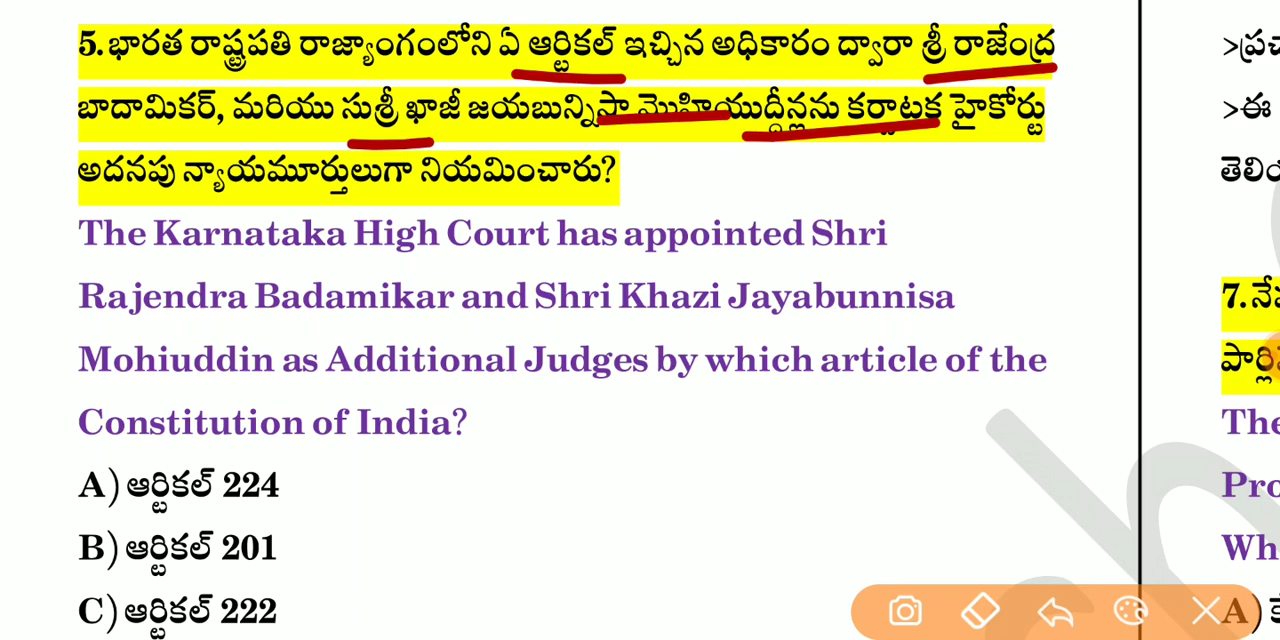 5. భారత రాష్ట్రపతి రాజ్యాంగంలోని ఏ ఆర్టికల్ ఇచ్చిన అధికారం ద్వారా శ్రీ రాజేంద్ర
బాదామికర్, మరియు సుశ్రీ ఖాజీ జయబున్నిసా మొహియుద్దీన్లను కర్ణాటక హైకోర్టు
అదనపు న్యాయమూర్తులుగా నియమించారు?
The Karnataka High Court has appointed Shri
Rajendra Badamikar and Shri Khazi Jayabunnisa
Mohiuddin as Additional Judges by which article of the
Constitution of India?
A) ఆర్టికల్ 224
B) ఆర్టికల్ 201
C) ఆర్టికల్ 222
>ఈ
7.
The
A)